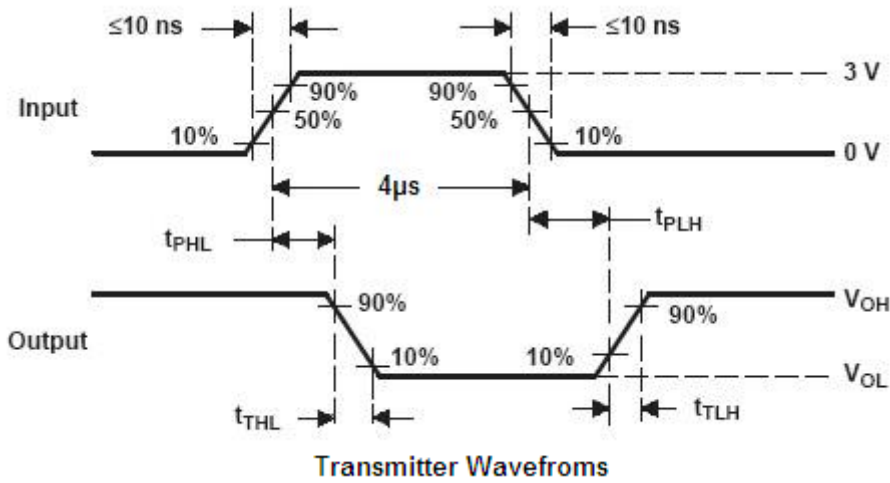 ≤10 ns ≤10 ns
3 V
90% 90%
Input 50% 50%
10% 10%
0 V
4μs
tPHL tPLH
VOH
90% 90%
Output
10% 10%
VOL
tTHL tTLH
Transmitter Wavefroms